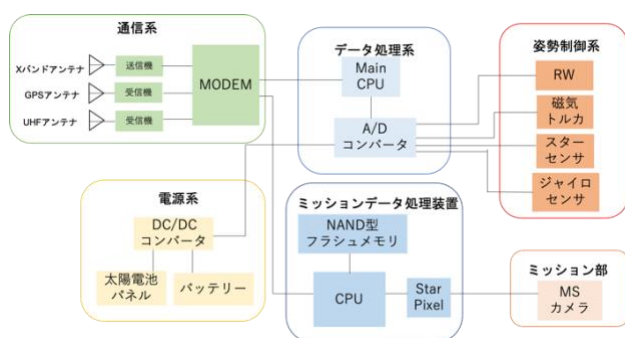 通信系
Xバンドアンテナ
送信機
GPSアンテナ
受信機
UHFアンテナ
受信機
MODEM
データ処理系
Main
CPU
A/D
コンバータ
姿勢制御系
RW
磁気
トルカ
スター
センサ
ジャイロ
センサ
電源系
DC/DC
コンバータ
太陽電池
パネル
バッテリー
ミッションデータ処理装置
NAND型
フラシュメモリ
CPU
Star
Pixel
ミッション部
MS
カメラ